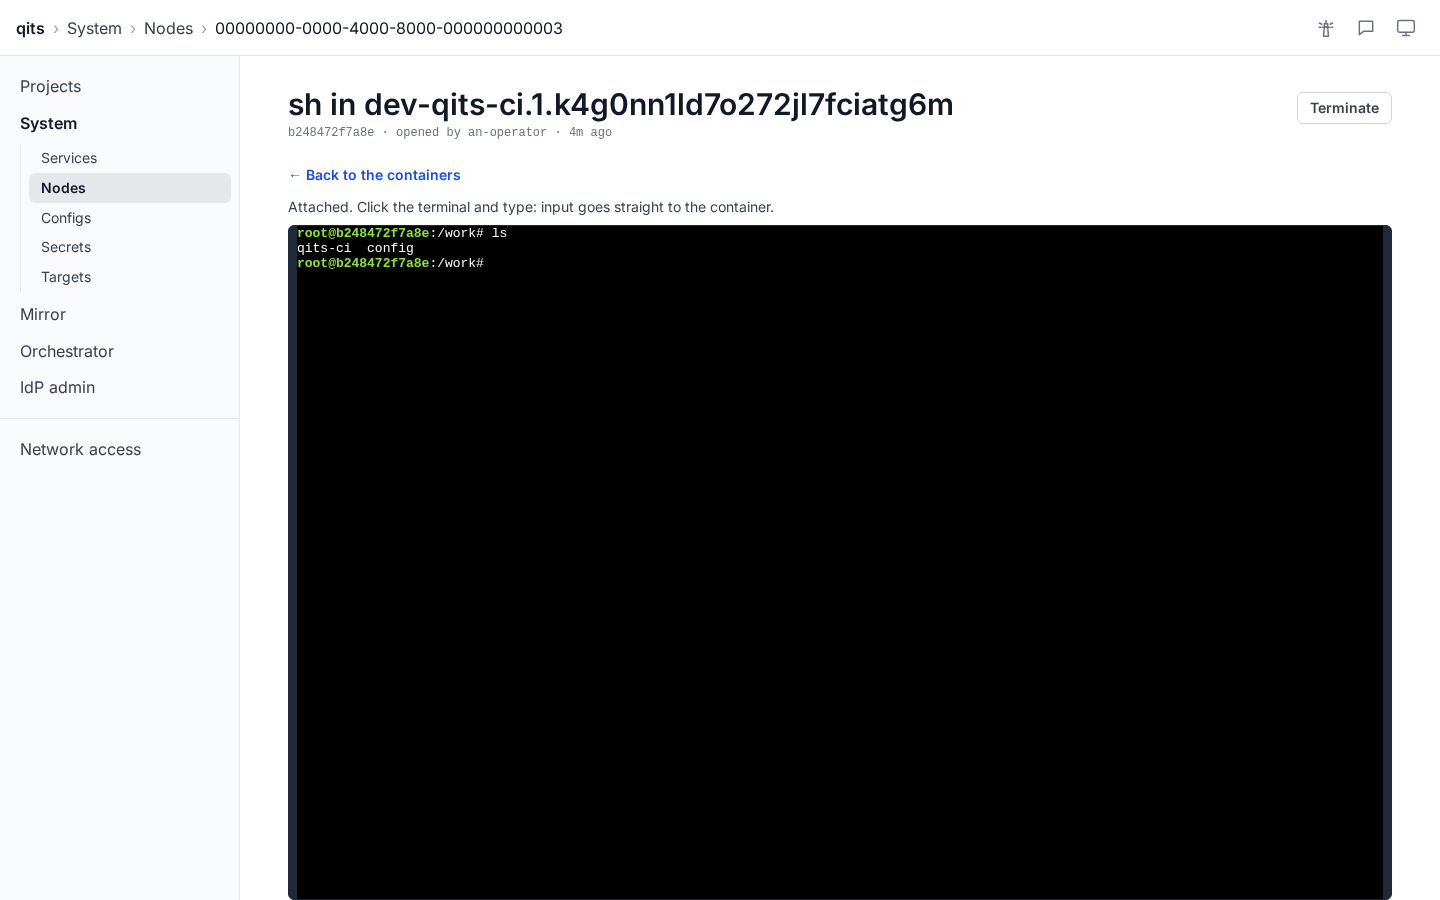 qits › System › Nodes › 00000000-0000-4000-8000-000000000003
Projects
System
Services
Nodes
Configs
Secrets
Targets
Mirror
Orchestrator
IdP admin
Network access
sh in dev-qits-ci.1.k4g0nn1ld7o272jl7fciatg6m
Terminate
b248472f7a8e · opened by an-operator · 4m ago
← Back to the containers
Attached. Click the terminal and type: input goes straight to the container.
root@b248472f7a8e:/work# ls
qits-ci  config
root@b248472f7a8e:/work#